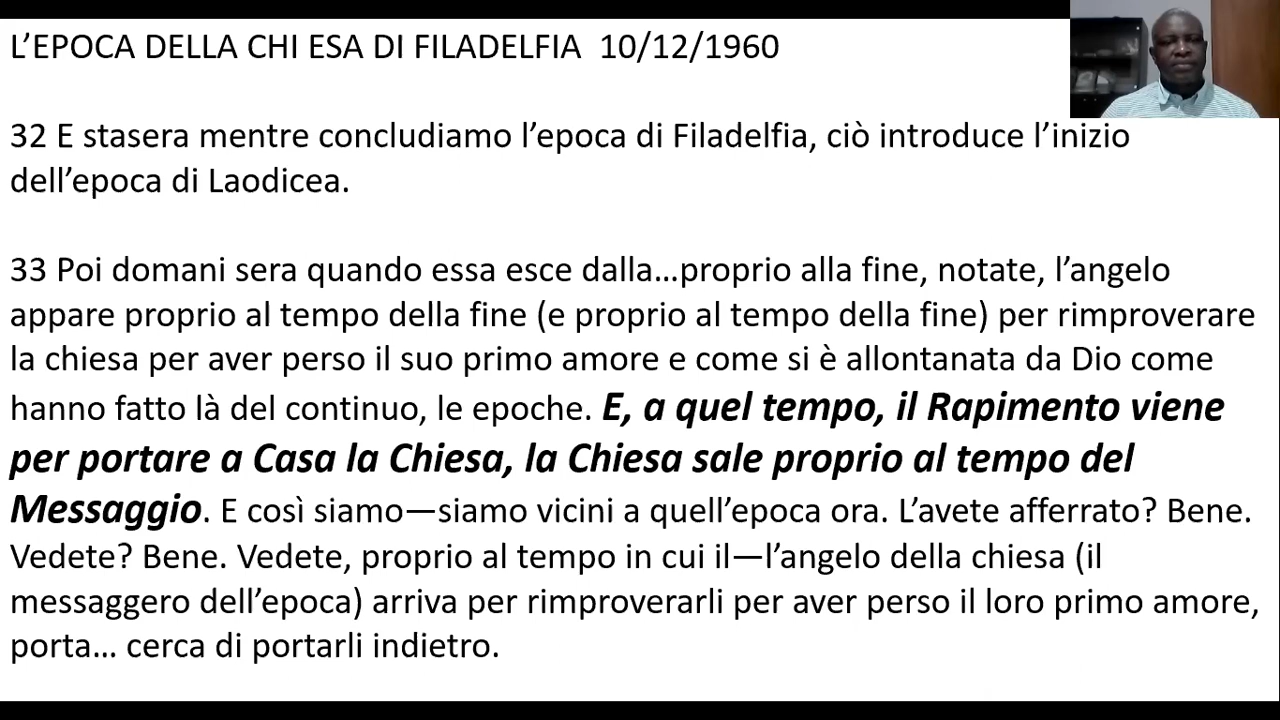 L’EPOCA DELLA CHI ESA DI FILADELFIA  10/12/1960
32 E stasera mentre concludiamo l’epoca di Filadelfia, ciò introduce l’inizio
dell’epoca di Laodicea.
33 Poi domani sera quando essa esce dalla…proprio alla fine, notate, l’angelo
appare proprio al tempo della fine (e proprio al tempo della fine) per rimproverare
la chiesa per aver perso il suo primo amore e come si è allontanata da Dio come
hanno fatto là del continuo, le epoche. E, a quel tempo, il Rapimento viene
per portare a Casa la Chiesa, la Chiesa sale proprio al tempo del
Messaggio. E così siamo—siamo vicini a quell’epoca ora. L’avete afferrato? Bene.
Vedete? Bene. Vedete, proprio al tempo in cui il—l’angelo della chiesa (il
messaggero dell’epoca) arriva per rimproverarli per aver perso il loro primo amore,
porta… cerca di portarli indietro.